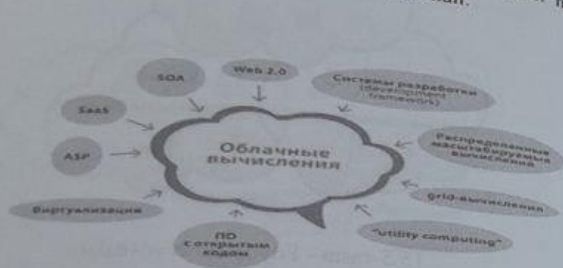 SOA
Web 2.0
Системы разработки
(development
framework)
SaaS
Распределенные
масштабируемые
вычисления
ASP
Облачные
вычисления
grid-вычисления
Виртуализация
ПО
с открытым
кодом
"utility computing"